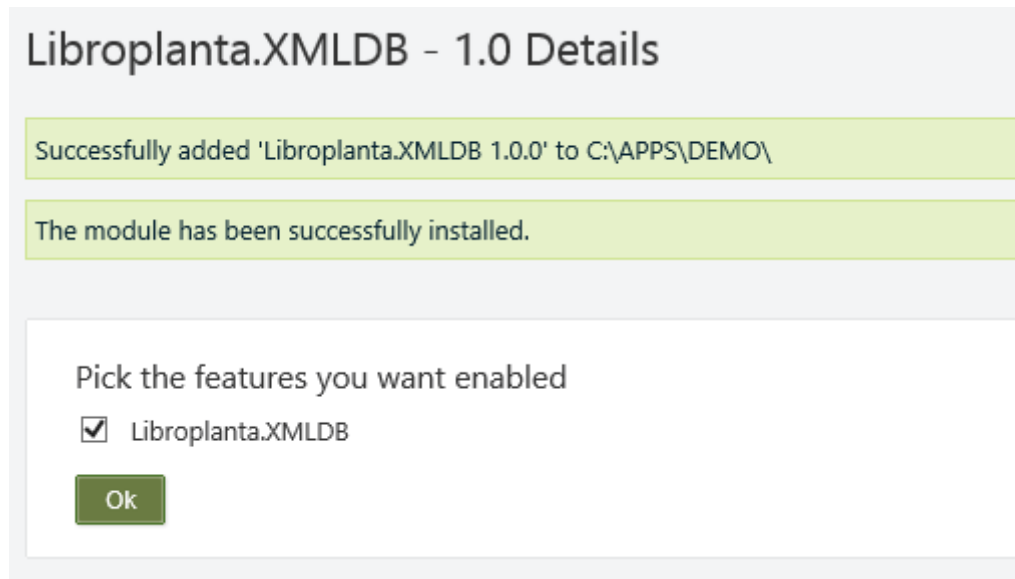 Libroplanta.XMLDB - 1.0 Details
Successfully added 'Libroplanta.XMLDB 1.0.0' to C:\APPS\DEMO\
The module has been successfully installed.
Pick the features you want enabled
Libroplanta.XMLDB
Ok